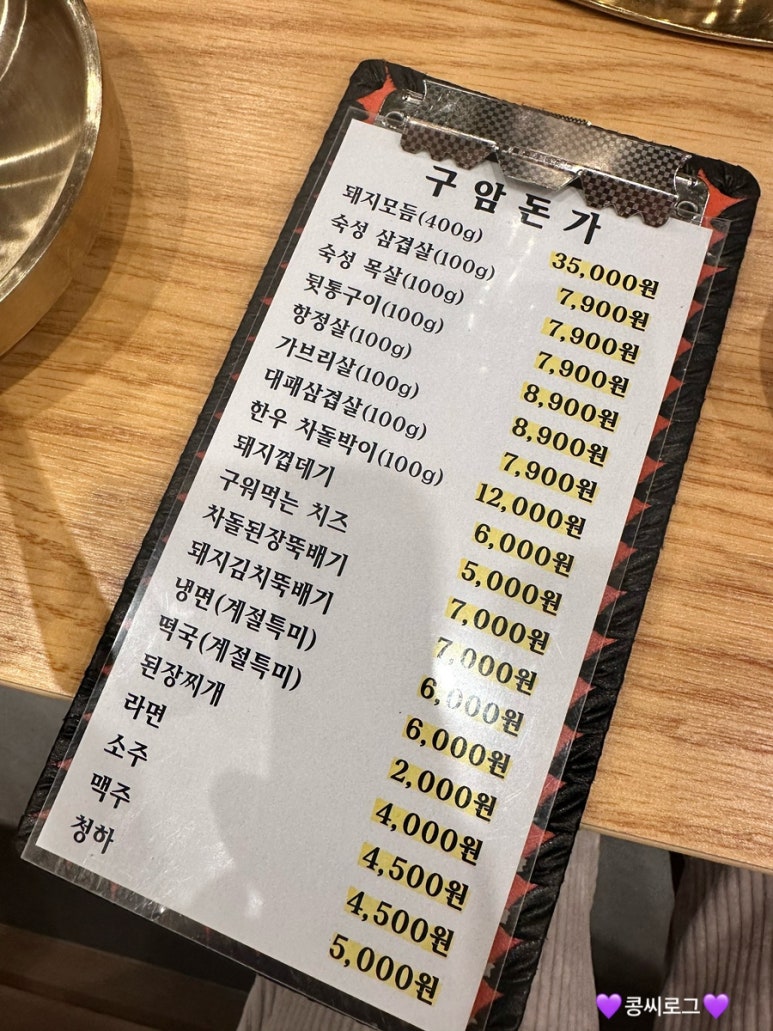 구암돈가
돼지모듬(400g) 35,000원
숙성 삼겹살(100g) 7,900원
숙성 목살(100g) 7,900원
뒷통구이(100g) 7,900원
항정살(100g) 8,900원
가브리살(100g) 8,900원
대패삼겹살(100g) 7,900원
한우 차돌박이(100g) 12,000원
돼지껍데기 6,000원
구워먹는 치즈 5,000원
차돌된장뚝배기 7,000원
돼지김치뚝배기 7,000원
냉면(계절특미) 6,000원
떡국(계절특미) 6,000원
된장찌개 2,000원
라면 4,000원
소주 4,500원
맥주 4,500원
청하 5,000원
💜콩씨로그💜